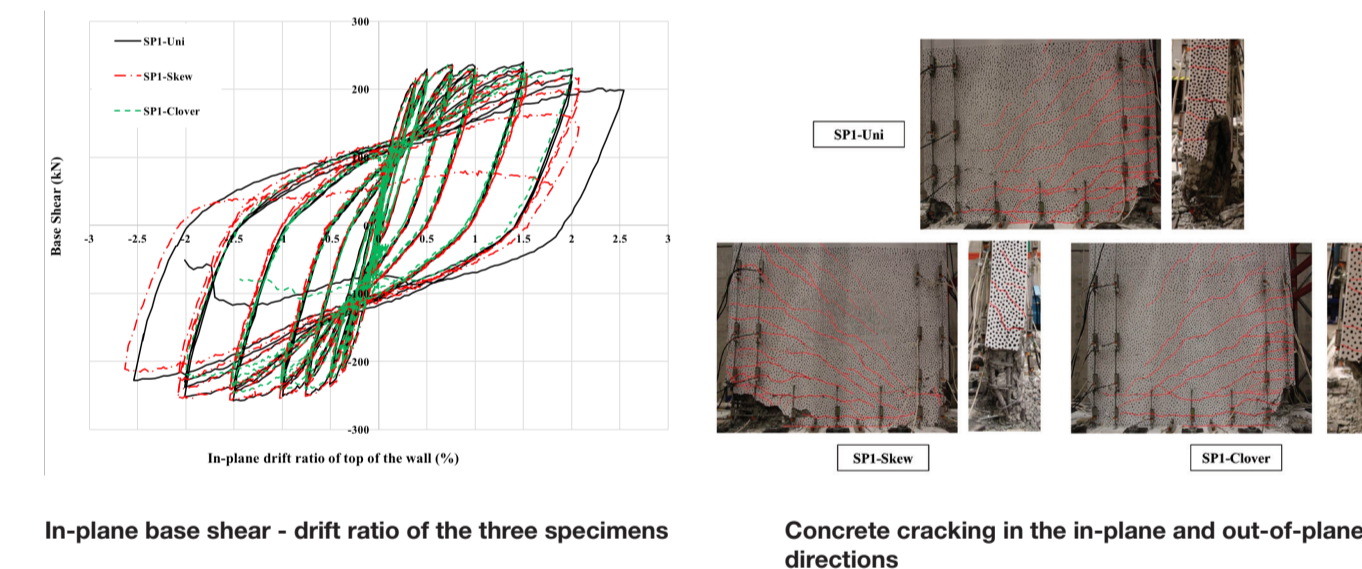 300
SP1-Uni
SP1-Skew
200
SP1-Clover
100
Base Shear (kN)
-3 -2.5 -2 -1.5 -1 0 0.5 1 1.5 2 2.5 3
-100
-200
-300
In-plane drift ratio of top of the wall (%)
In-plane base shear - drift ratio of the three specimens
SP1-Uni
SP1-Skew
SP1-Clover
Concrete cracking in the in-plane and out-of-plane
directions